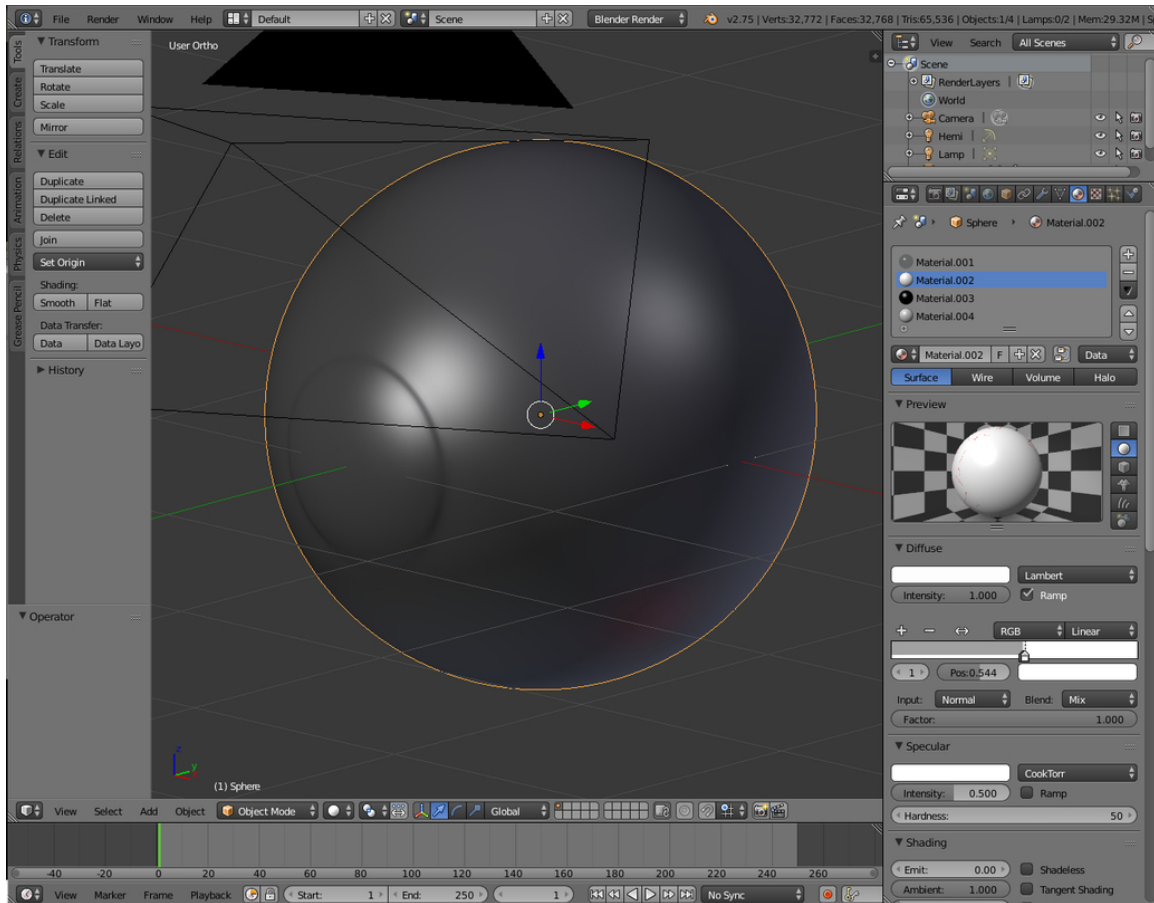 File Render Window Help Default Scene Blender Render v2.75 | Verts:32,772 | Faces:32,768 | Tris:65,536 | Objects:1/4 | Lamps:0/2 | Mem:29.32M | S
Tools
Create
Relations
Animation
Physics
Grease Pencil
Transform
Translate
Rotate
Scale
Mirror
Edit
Duplicate
Duplicate Linked
Delete
Join
Set Origin
Shading:
Smooth Flat
Data Transfer:
Data Data Layo
History
Operator
User Ortho
z
y
(1) Sphere
View Select Add Object Object Mode Global
-40 -20 0 20 40 60 80 100 120 140 160 180 200 220 240 260 280
View Marker Frame Playback Start: 1 End: 250 1 No Sync
View Search All Scenes
Scene
RenderLayers |
World
Camera |
Hemi |
Lamp |
Sphere Material.002
Material.001
Material.002
Material.003
Material.004
Material.002 F Data
Surface Wire Volume Halo
Preview
Diffuse
Lambert
Intensity: 1.000 Ramp
RGB Linear
1 Pos:0.544
Input: Normal Blend: Mix
Factor: 1.000
Specular
CookTorr
Intensity: 0.500 Ramp
Hardness: 50
Shading
Emit: 0.00 Shadeless
Ambient: 1.000 Tangent Shading